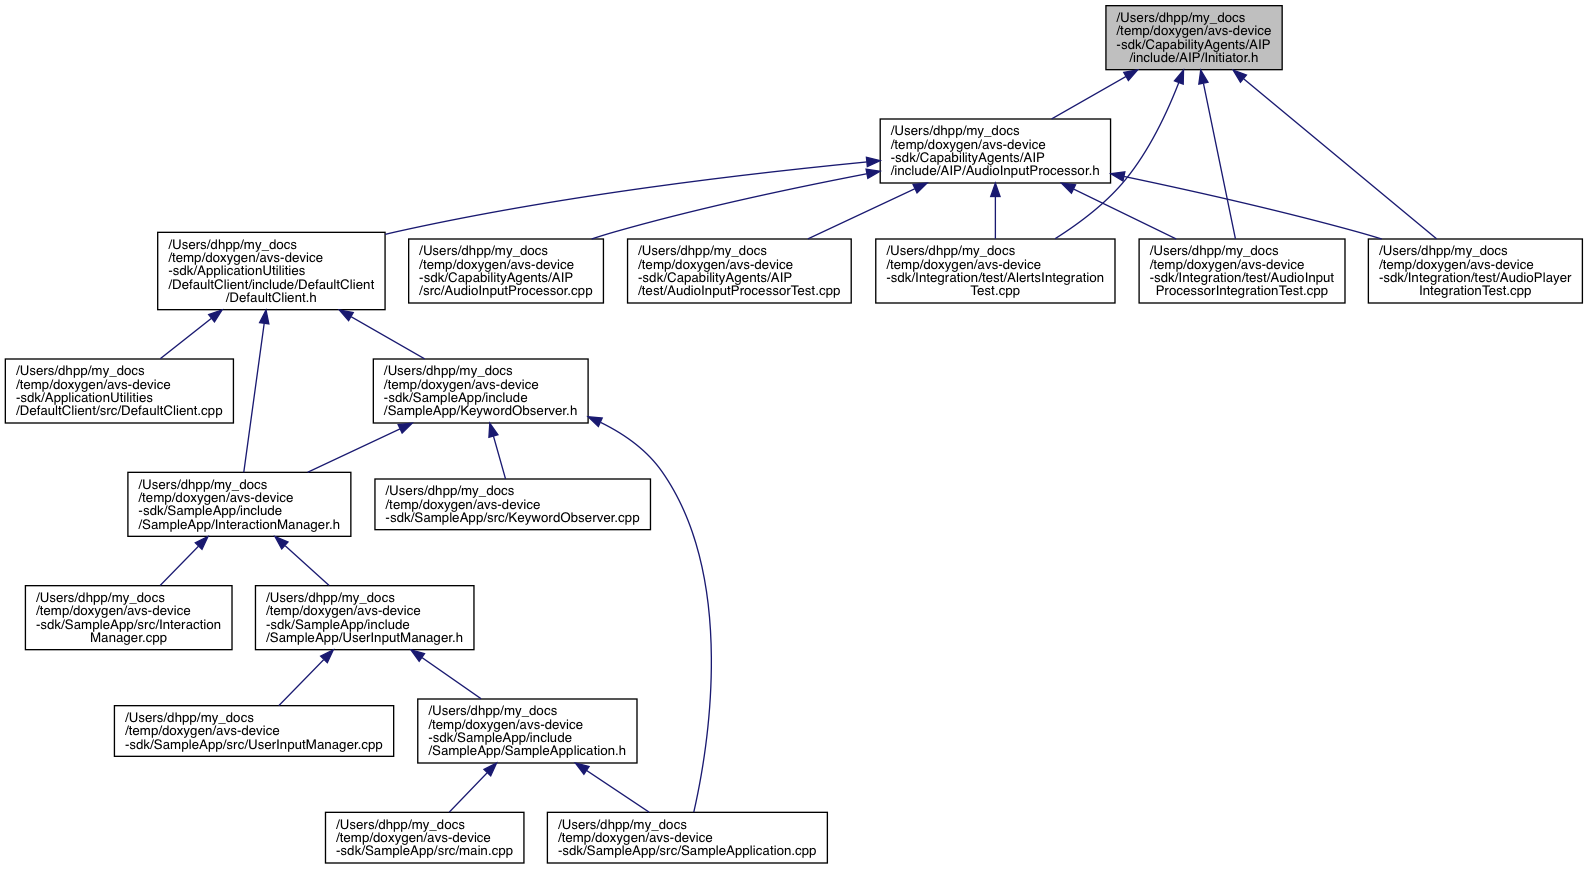 /Users/dhpp/my_docs
/temp/doxygen/avs-device
-sdk/CapabilityAgents/AIP
/include/AIP/Initiator.h
/Users/dhpp/my_docs
/temp/doxygen/avs-device
-sdk/CapabilityAgents/AIP
/include/AIP/AudioInputProcessor.h
/Users/dhpp/my_docs
/temp/doxygen/avs-device
-sdk/ApplicationUtilities
/DefaultClient/include/DefaultClient
/DefaultClient.h
/Users/dhpp/my_docs
/temp/doxygen/avs-device
-sdk/CapabilityAgents/AIP
/src/AudioInputProcessor.cpp
/Users/dhpp/my_docs
/temp/doxygen/avs-device
-sdk/CapabilityAgents/AIP
/test/AudioInputProcessorTest.cpp
/Users/dhpp/my_docs
/temp/doxygen/avs-device
-sdk/Integration/test/AlertsIntegration
Test.cpp
/Users/dhpp/my_docs
/temp/doxygen/avs-device
-sdk/Integration/test/AudioInput
ProcessorIntegrationTest.cpp
/Users/dhpp/my_docs
/temp/doxygen/avs-device
-sdk/Integration/test/AudioPlayer
IntegrationTest.cpp
/Users/dhpp/my_docs
/temp/doxygen/avs-device
-sdk/ApplicationUtilities
/DefaultClient/src/DefaultClient.cpp
/Users/dhpp/my_docs
/temp/doxygen/avs-device
-sdk/SampleApp/include
/SampleApp/KeywordObserver.h
/Users/dhpp/my_docs
/temp/doxygen/avs-device
-sdk/SampleApp/include
/SampleApp/InteractionManager.h
/Users/dhpp/my_docs
/temp/doxygen/avs-device
-sdk/SampleApp/src/KeywordObserver.cpp
/Users/dhpp/my_docs
/temp/doxygen/avs-device
-sdk/SampleApp/src/Interaction
Manager.cpp
/Users/dhpp/my_docs
/temp/doxygen/avs-device
-sdk/SampleApp/include
/SampleApp/UserInputManager.h
/Users/dhpp/my_docs
/temp/doxygen/avs-device
-sdk/SampleApp/src/UserInputManager.cpp
/Users/dhpp/my_docs
/temp/doxygen/avs-device
-sdk/SampleApp/include
/SampleApp/SampleApplication.h
/Users/dhpp/my_docs
/temp/doxygen/avs-device
-sdk/SampleApp/src/main.cpp
/Users/dhpp/my_docs
/temp/doxygen/avs-device
-sdk/SampleApp/src/SampleApplication.cpp